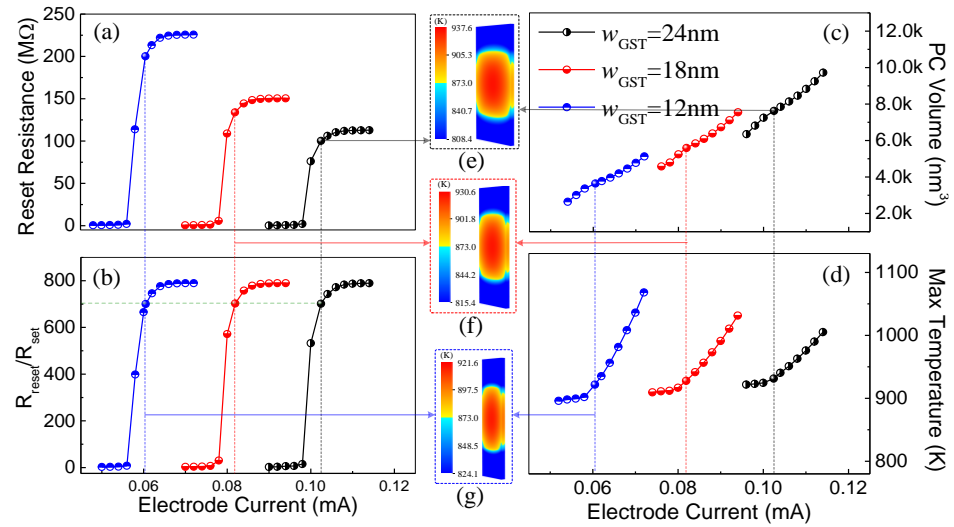 (a)
Reset Resistance (MΩ)
250
200
150
100
50
0
(b)
R_reset/R_set
800
600
400
200
0
0.06
0.08
0.10
0.12
Electrode Current (mA)
(K)
937.6
905.3
873.0
840.7
808.4
(e)
(K)
930.6
901.8
873.0
844.2
815.4
(f)
(K)
921.6
897.5
873.0
848.5
824.1
(g)
w_GST=24nm
w_GST=18nm
w_GST=12nm
(c)
PC Volume (nm³)
12.0k
10.0k
8.0k
6.0k
4.0k
2.0k
(d)
Max Temperature (K)
1100
1000
900
800
0.06
0.08
0.10
0.12
Electrode Current (mA)